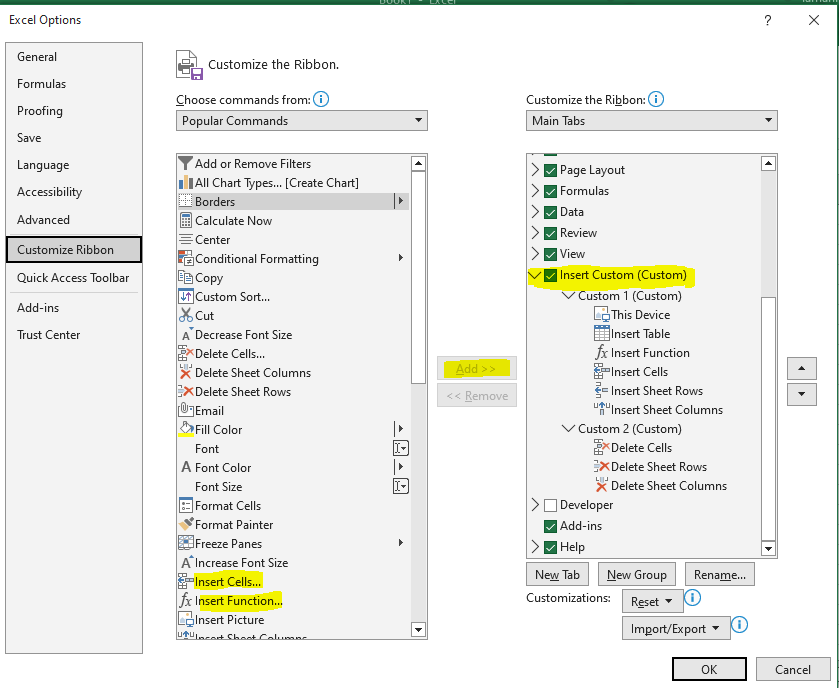 Excel Options
?
General
Formulas
Proofing
Save
Language
Accessibility
Advanced
Customize Ribbon
Quick Access Toolbar
Add-ins
Trust Center
Customize the Ribbon.
Choose commands from:
Popular Commands
Add or Remove Filters
All Chart Types... [Create Chart]
Borders
Calculate Now
Center
Conditional Formatting
Copy
Custom Sort...
Cut
Decrease Font Size
Delete Cells...
Delete Sheet Columns
Delete Sheet Rows
Email
Fill Color
Font
Font Color
Font Size
Format Cells
Format Painter
Freeze Panes
Increase Font Size
Insert Cells...
Insert Function...
Insert Picture
Insert Sheet Columns
Add >>
<< Remove
Customize the Ribbon:
Main Tabs
Page Layout
Formulas
Data
Review
View
Insert Custom (Custom)
Custom 1 (Custom)
This Device
Insert Table
Insert Function
Insert Cells
Insert Sheet Rows
Insert Sheet Columns
Custom 2 (Custom)
Delete Cells
Delete Sheet Rows
Delete Sheet Columns
Developer
Add-ins
Help
New Tab New Group Rename...
Customizations: Reset
Import/Export
OK Cancel